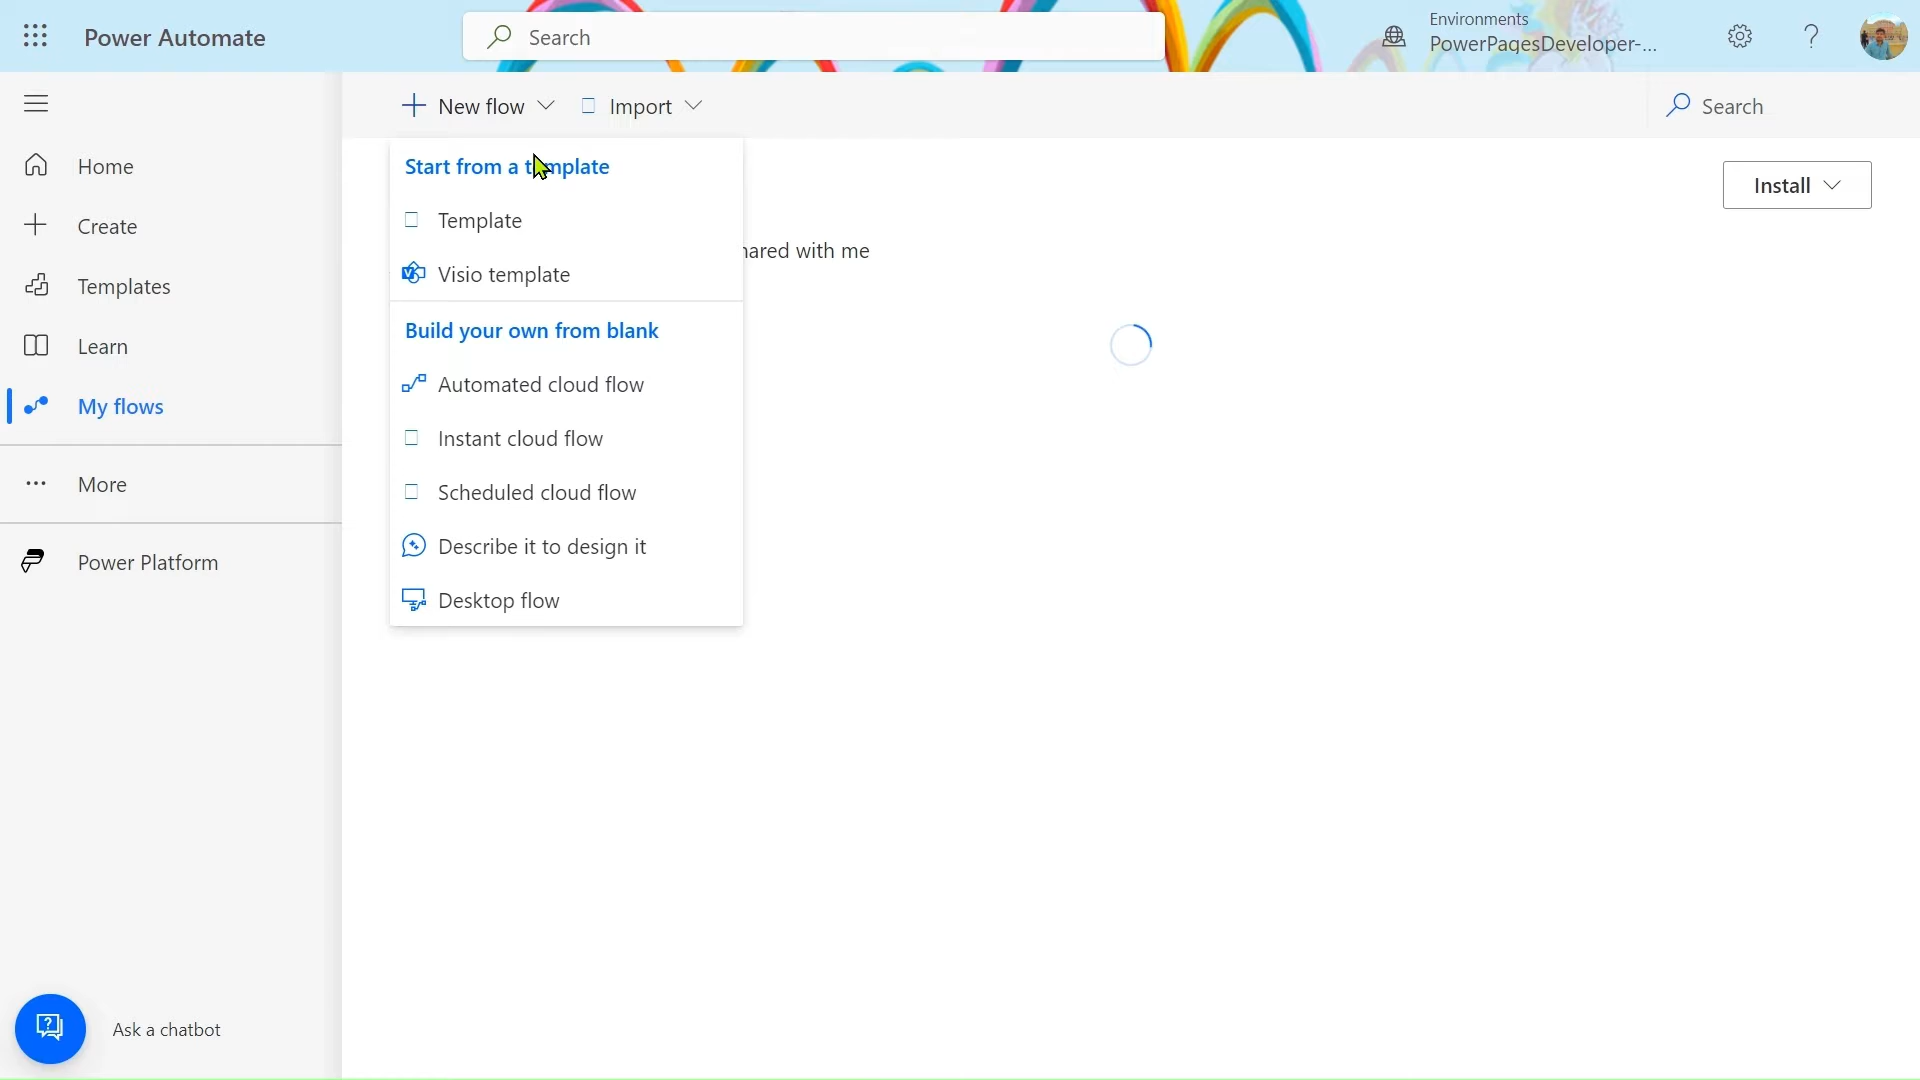 Power Automate
Search
Environments
PowerPagesDeveloper-...
New flow
Import
Search
Home
Create
Templates
Learn
My flows
More
Power Platform
Start from a template
Template
Visio template
Build your own from blank
Automated cloud flow
Instant cloud flow
Scheduled cloud flow
Describe it to design it
Desktop flow
Install
hared with me
Ask a chatbot